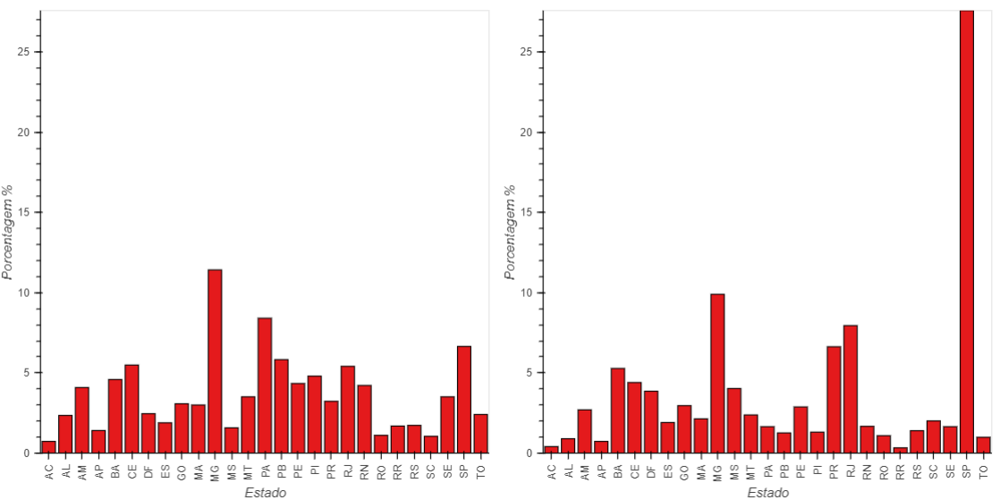 25
20
15
10
5
0
Porcentagem %
AC AL AM AP BA CE DF ES GO MA MG MS MT PA PB PE PI PR RJ RN RO RR RS SC SE SP TO
Estado
25
20
15
10
5
0
Porcentagem %
AC AL AM AP BA CE DF ES GO MA MG MS MT PA PB PE PI PR RJ RN RO RR RS SC SE SP TO
Estado